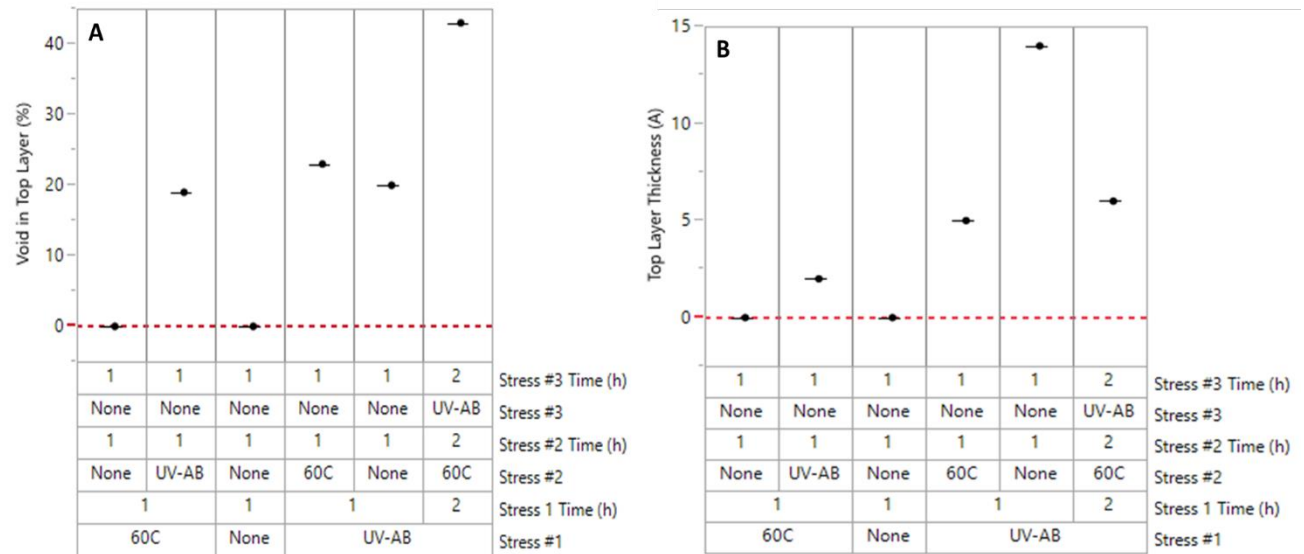 A
Void in Top Layer (%)
40
30
20
10
0
1 1 1 1 1 2 Stress #3 Time (h)
None None None None None UV-AB Stress #3
1 1 1 1 1 2 Stress #2 Time (h)
None UV-AB None 60C None 60C Stress #2
1 1 1 2 Stress 1 Time (h)
60C None UV-AB Stress #1
B
Top Layer Thickness (A)
15
10
5
0
1 1 1 1 1 2 Stress #3 Time (h)
None None None None None UV-AB Stress #3
1 1 1 1 1 2 Stress #2 Time (h)
None UV-AB None 60C None 60C Stress #2
1 1 1 2 Stress 1 Time (h)
60C None UV-AB Stress #1